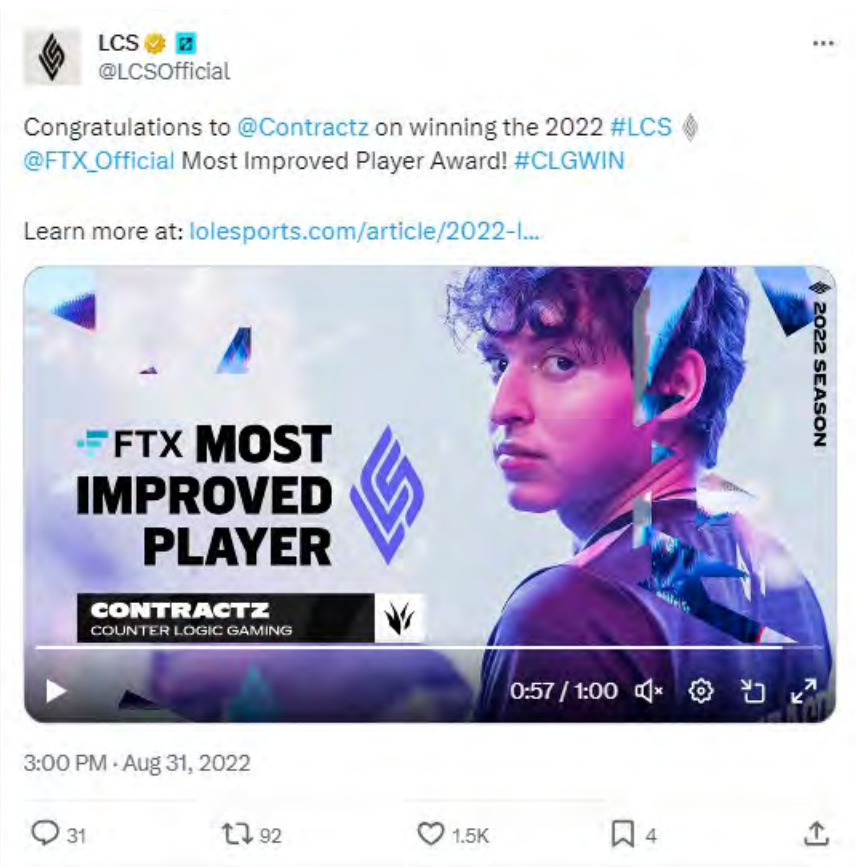 LCS
@LCSOfficial
Congratulations to @Contractz on winning the 2022 #LCS
@FTX_Official Most Improved Player Award! #CLGWIN
Learn more at: lolesports.com/article/2022-l...
2022 SEASON
FTX MOST
IMPROVED
PLAYER
CONTRACTZ
COUNTER LOGIC GAMING
0:57 / 1:00
3:00 PM · Aug 31, 2022
31
92
1.5K
4